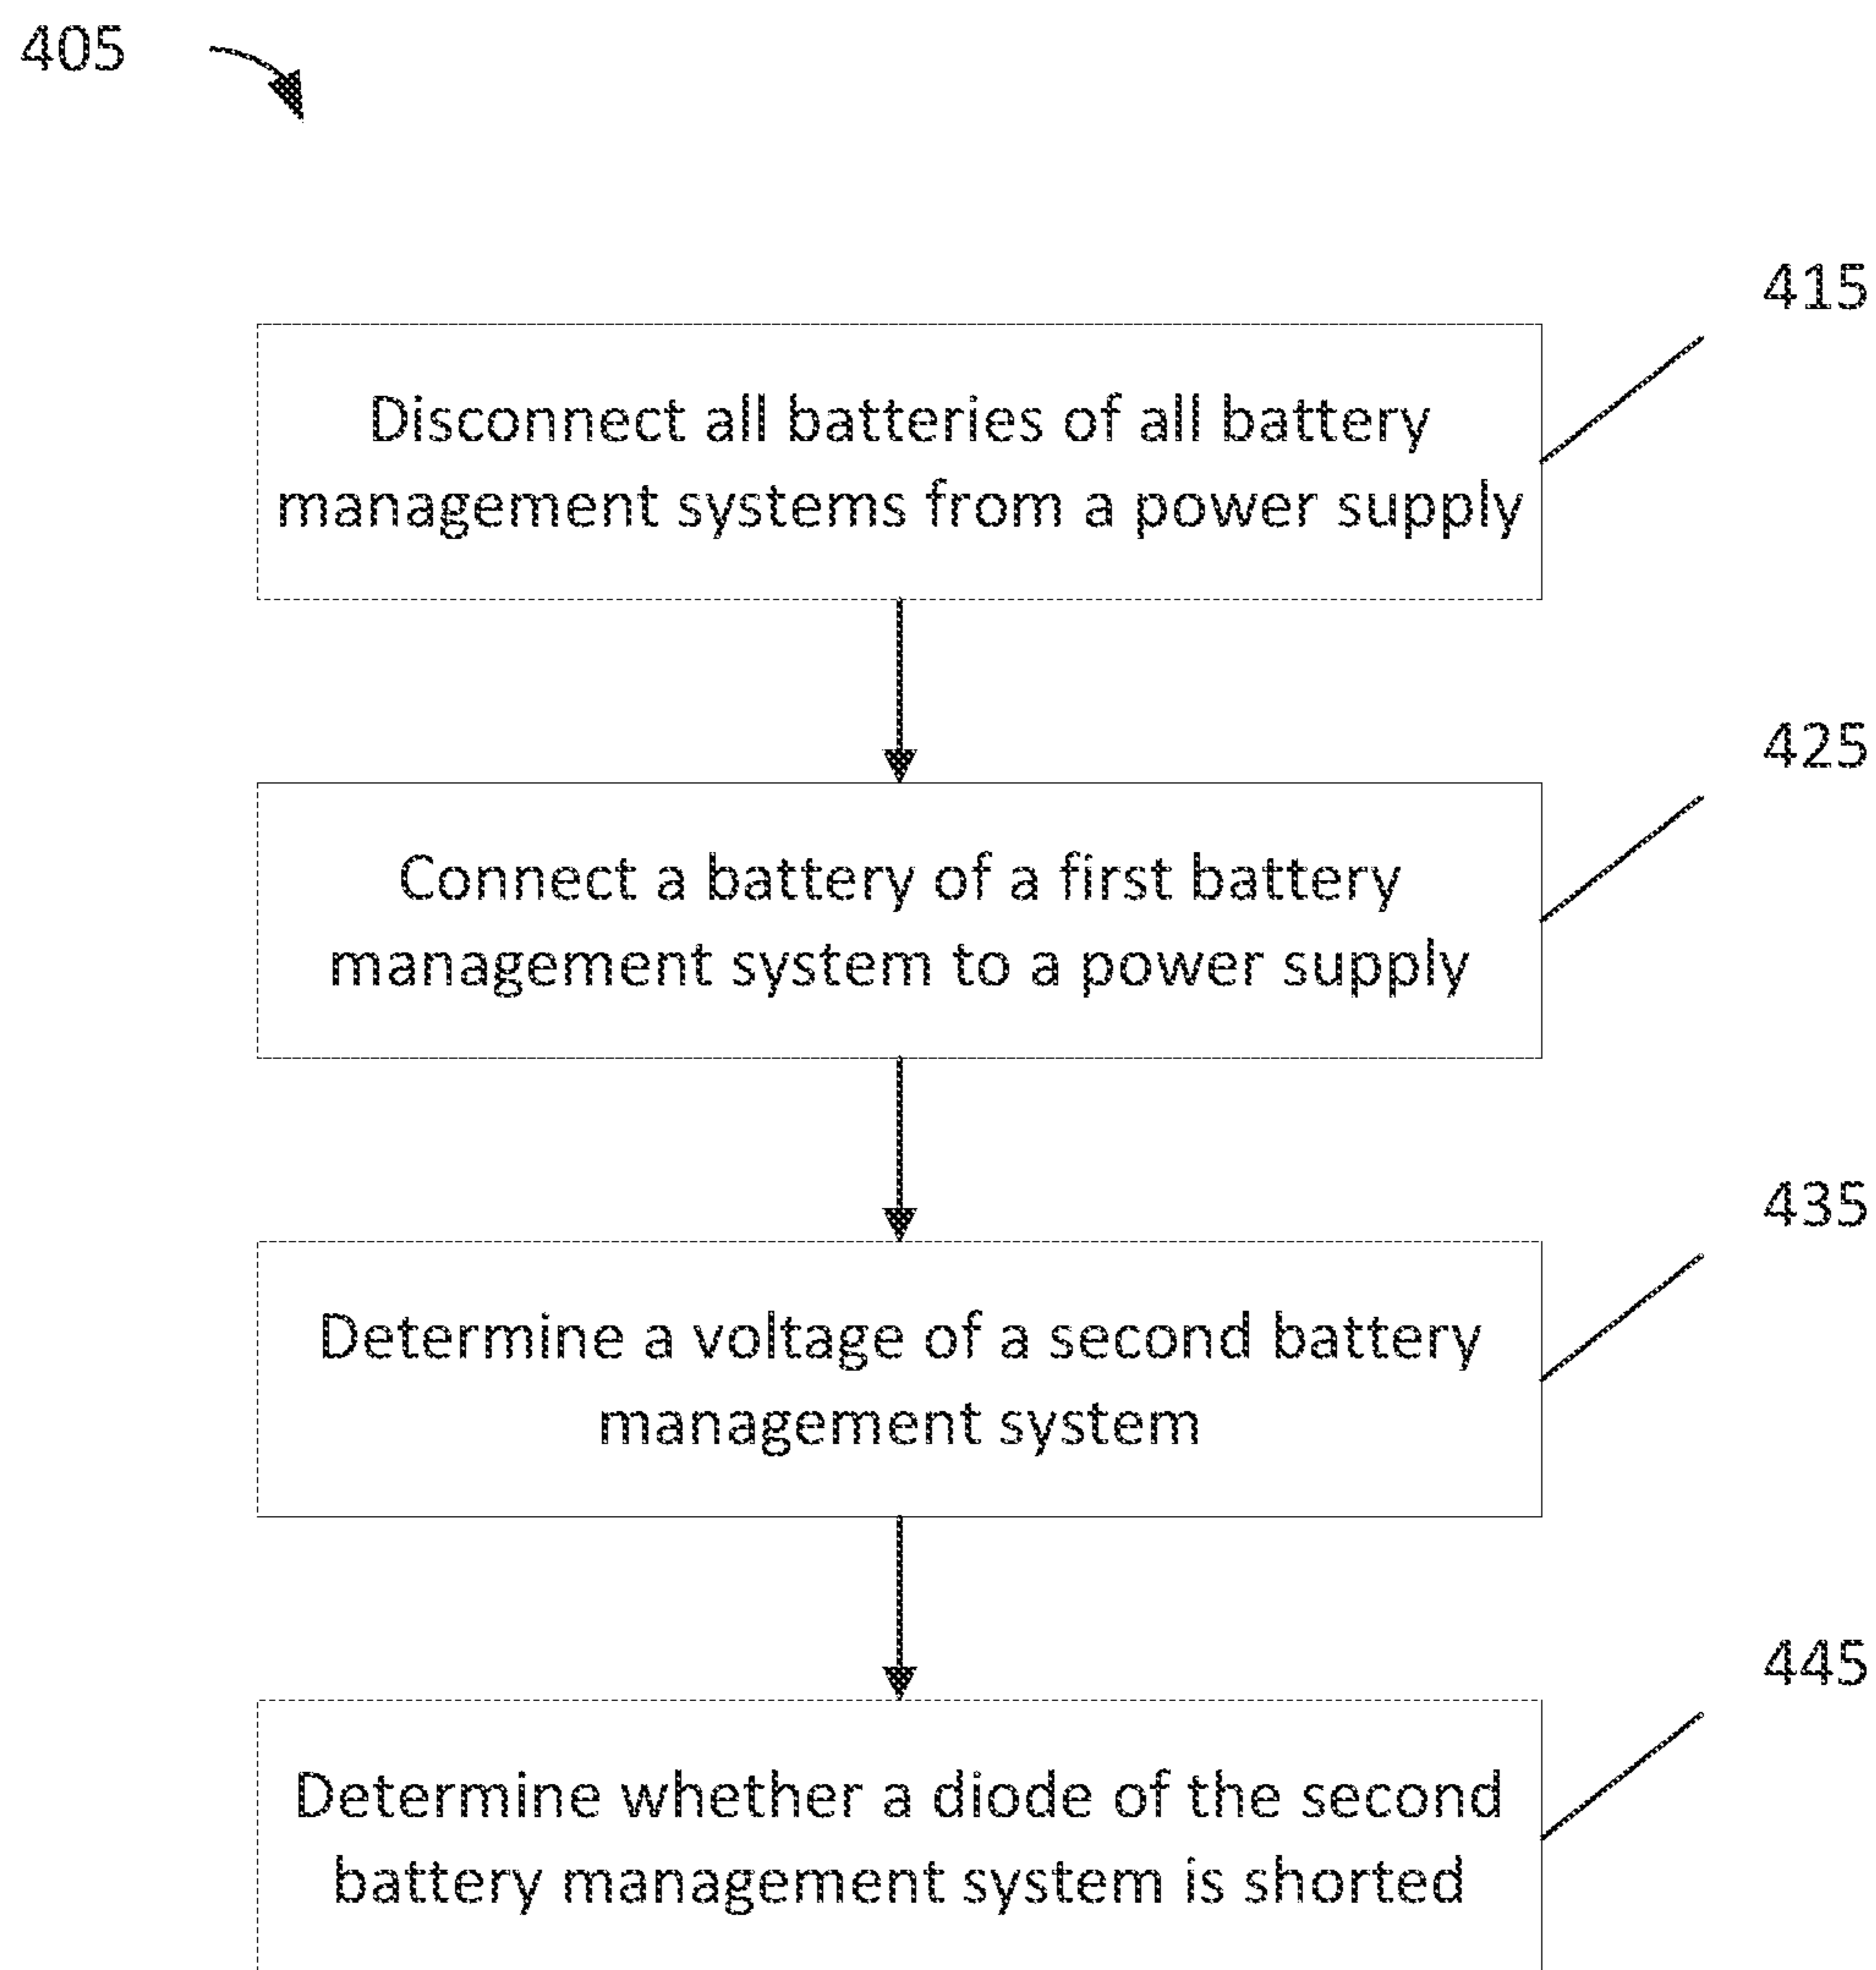 405
415
Disconnect all batteries of all battery
management systems from a power supply
425
Connect a battery of a first battery
management system to a power supply
435
Determine a voltage of a second battery
management system
445
Determine whether a diode of the second
battery management system is shorted